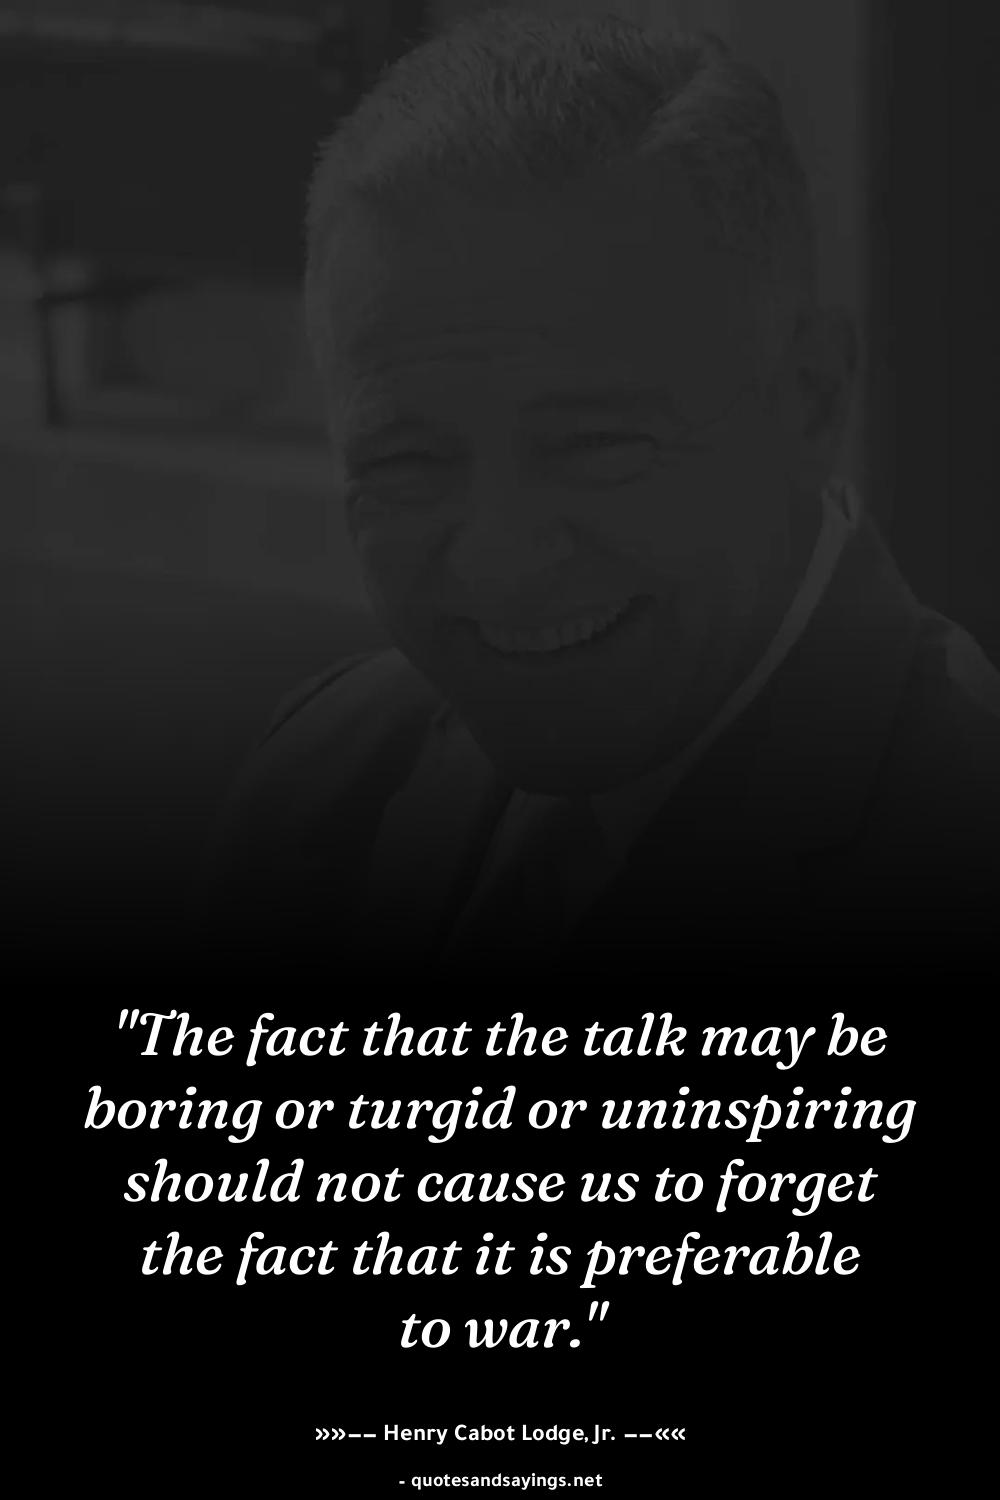 "The fact that the talk may be
boring or turgid or uninspiring
should not cause us to forget
the fact that it is preferable
to war."
»»–– Henry Cabot Lodge, Jr. ––««
- quotesandsayings.net